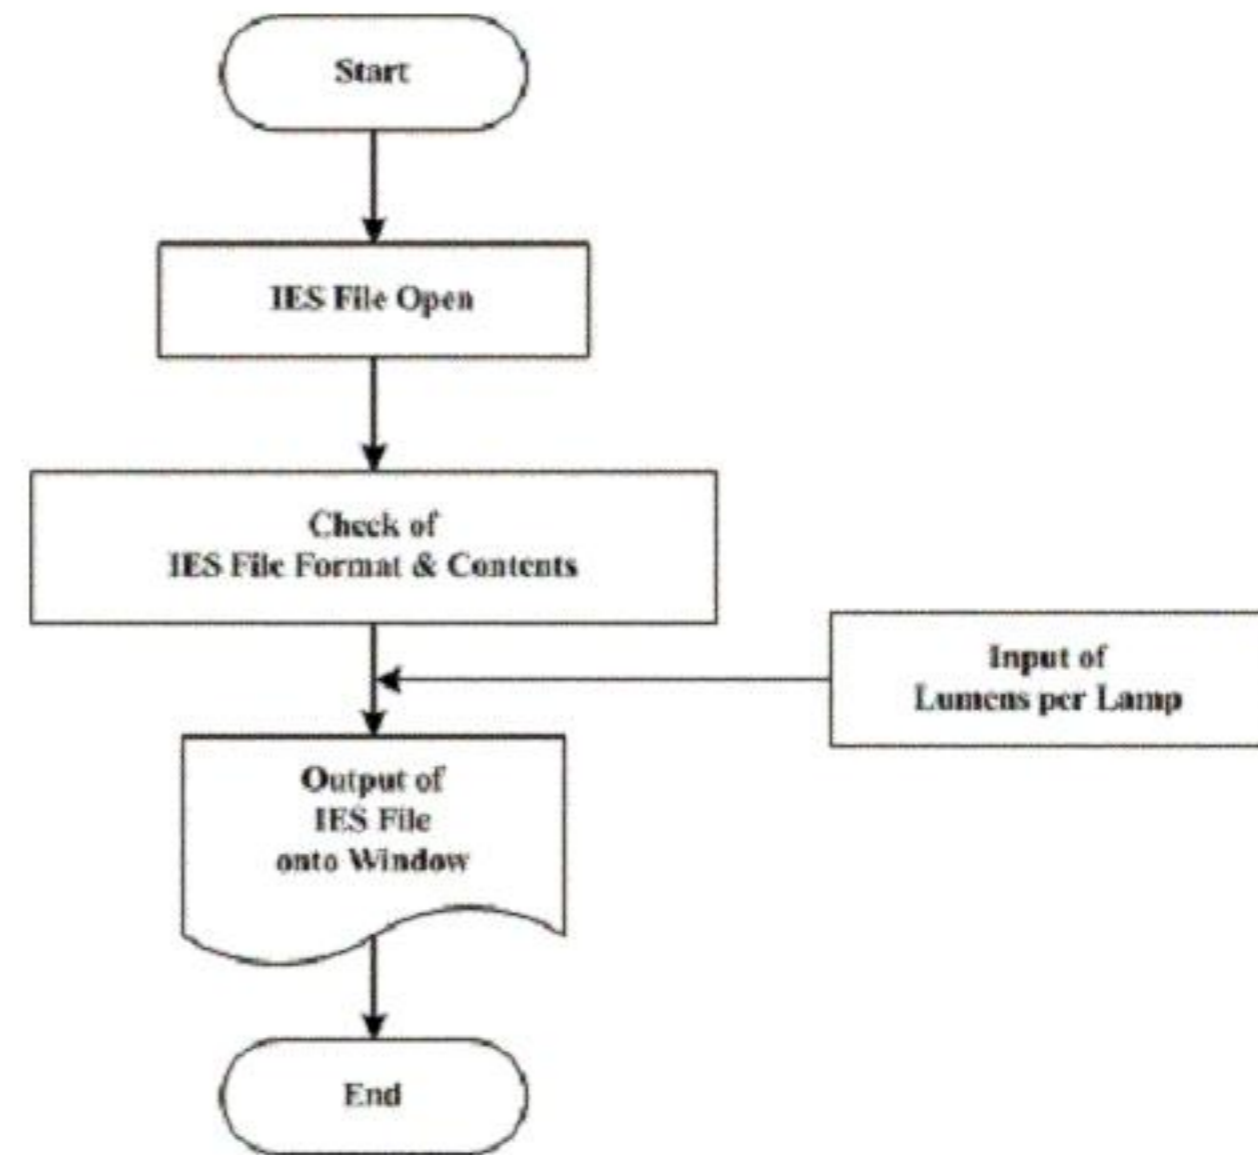 Start
IES File Open
Check of
IES File Format & Contents
Input of
Lumens per Lamp
Output of
IES File
onto Window
End